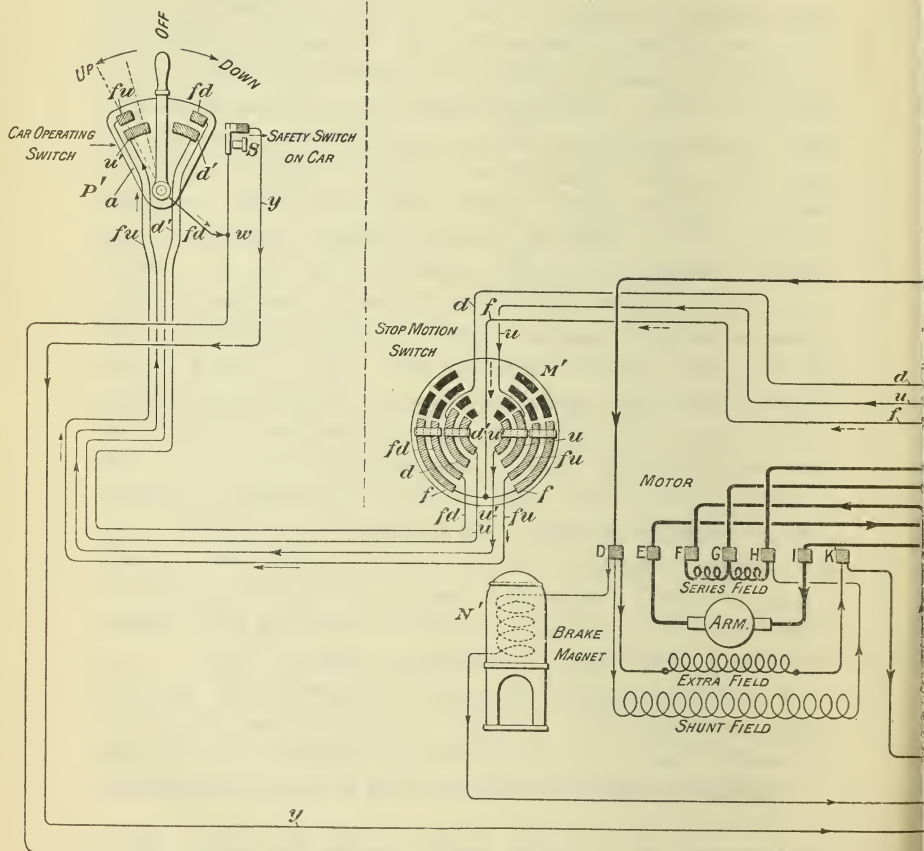 OFF
UP
DOWN
fu
fd
CAR OPERATING
SWITCH
u'
d'
P'
a
S
SAFETY SWITCH
ON CAR
y
fu
d'
fd
w
d
f
u
STOP MOTION
SWITCH
M'
d
u
f
fd
d'
u
u
fu
d
f
f
fd
u
u'
fu
MOTOR
D
E
F
G
H
I
K
SERIES FIELD
ARM.
EXTRA FIELD
SHUNT FIELD
N'
BRAKE
MAGNET
y